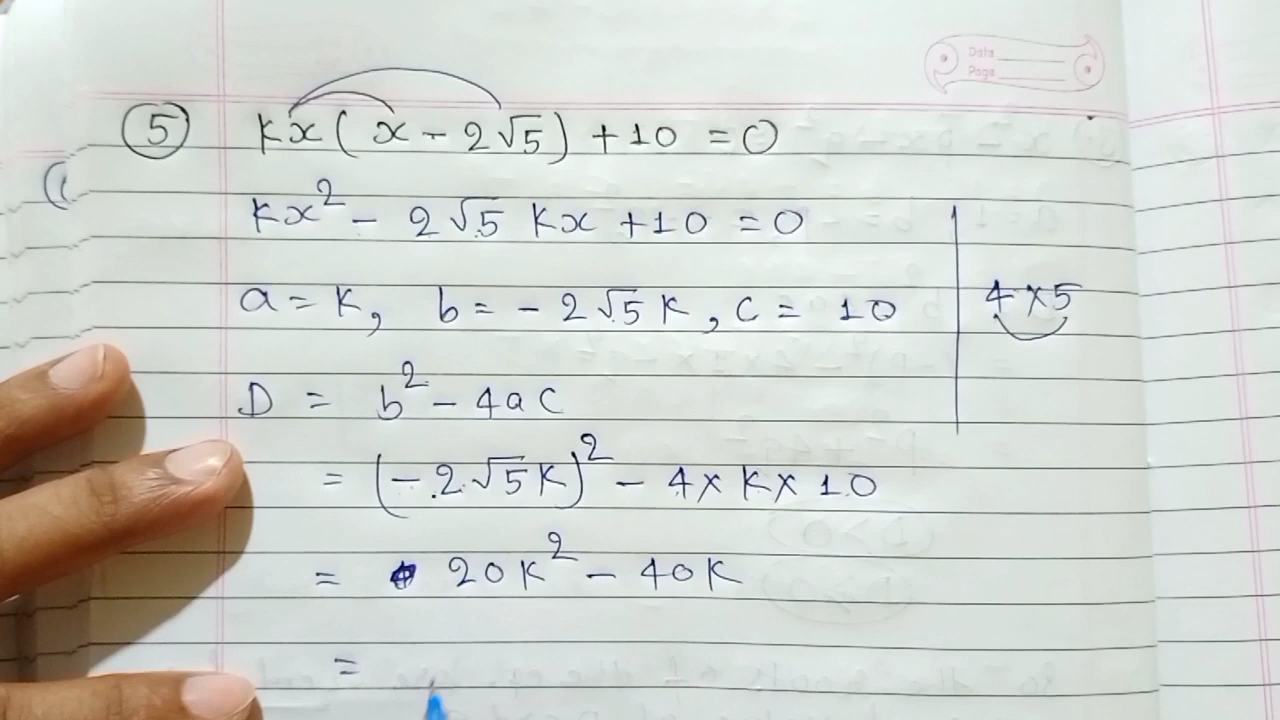 Data
Page
(5) kx(x - 2√5) + 10 = 0
kx² - 2√5 kx + 10 = 0
a = k, b = - 2√5 k, c = 10
4 × 5
D = b² - 4ac
= (- 2√5 k)² - 4 × k × 10
= 20k² - 40k
=